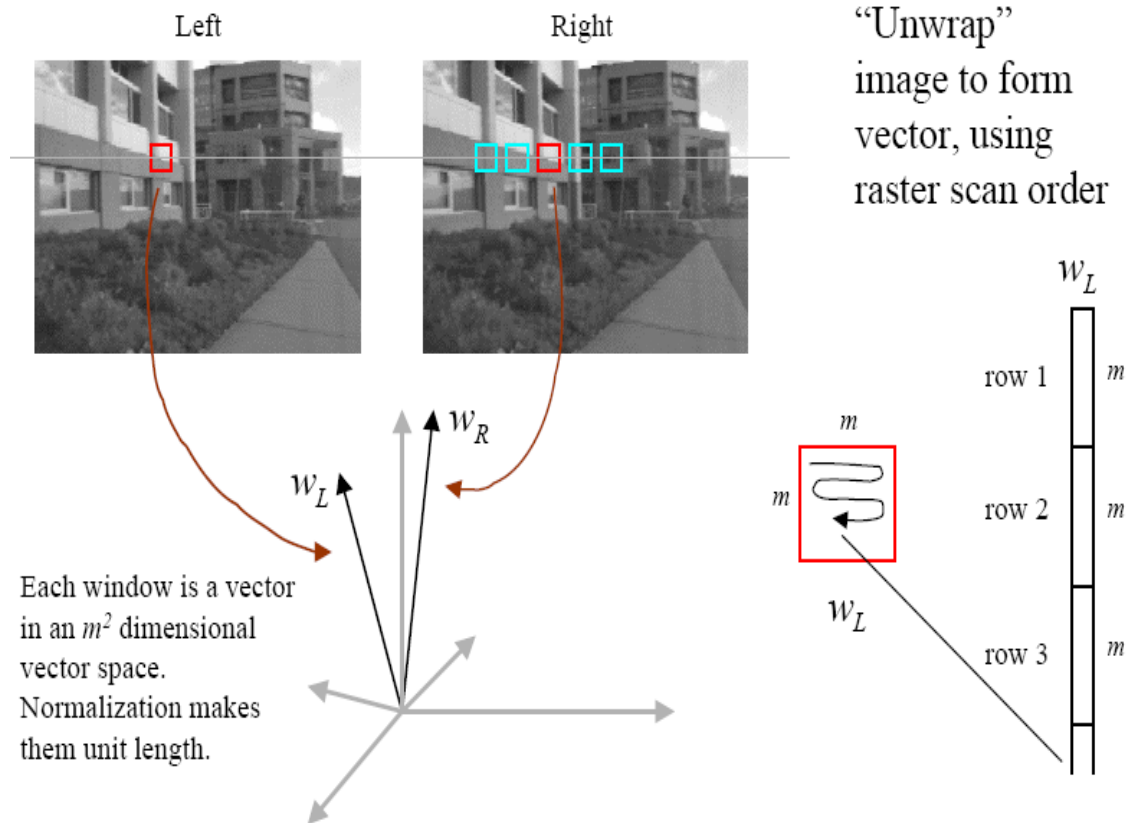 Left
Right
“Unwrap”
image to form
vector, using
raster scan order
w_L
row 1
m
m
m
row 2
m
w_L
row 3
m
w_L
w_R
Each window is a vector
in an m² dimensional
vector space.
Normalization makes
them unit length.